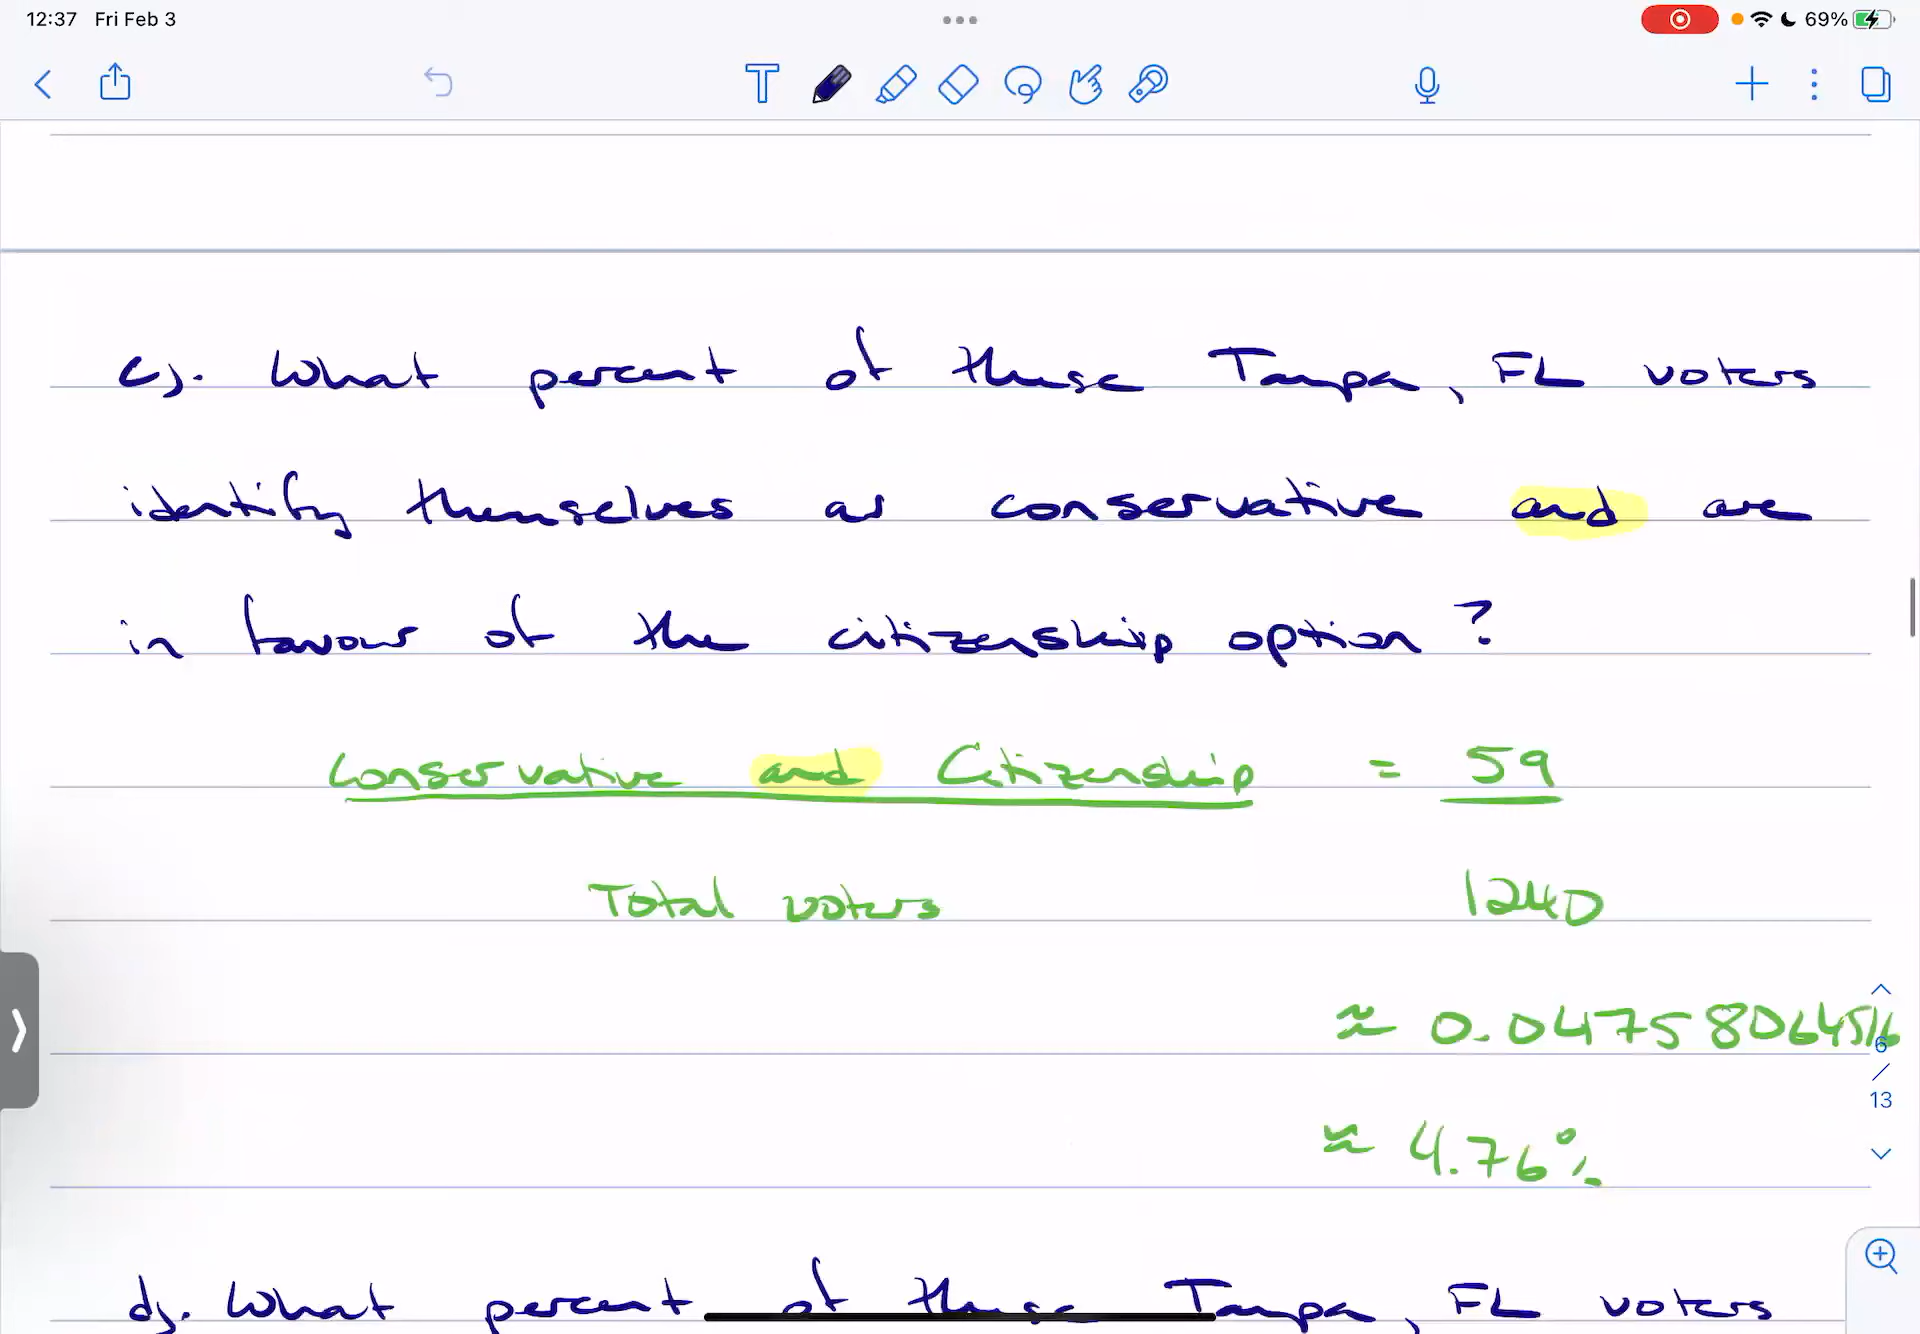 12:37 Fri Feb 3
69%
T
c). What percent of these Tampa, FL voters
identify themselves as conservative and are
in favour of the citizenship option?
Conservative and Citizenship = 59
Total voters 1240
≈ 0.04758064516
6
/
13
≈ 4.76%
d). What percent of these Tampa, FL voters